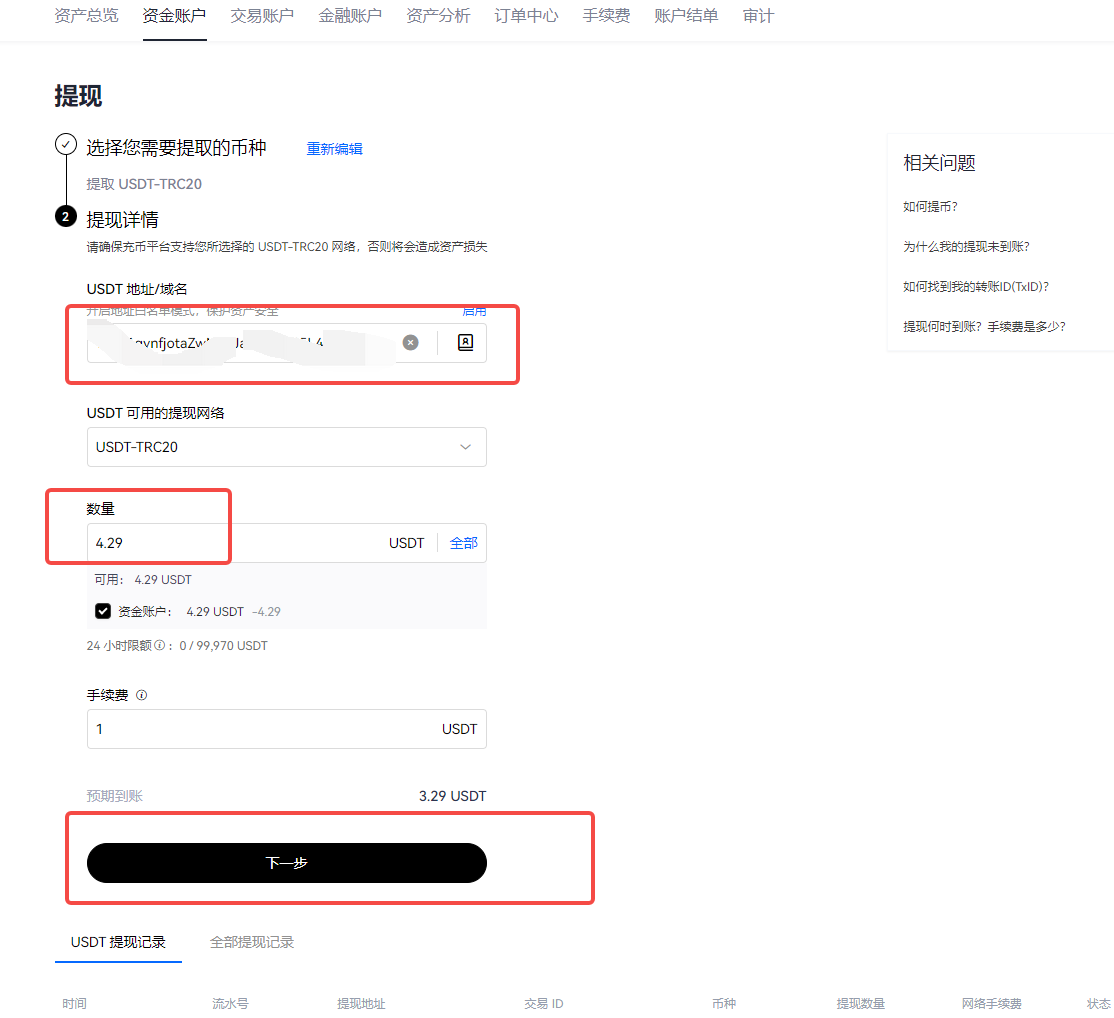 资产总览 资金账户 交易账户 金融账户 资产分析 订单中心 手续费 账户结单 审计
提现
选择您需要提取的币种 重新编辑
提取 USDT-TRC20
2 提现详情
请确保充币平台支持您所选择的 USDT-TRC20 网络，否则将会造成资产损失
USDT 地址/域名
开启地址白名单模式，保护资产安全 启用
qvnfjotaZw
USDT 可用的提现网络
USDT-TRC20
数量
4.29 USDT 全部
可用： 4.29 USDT
资金账户： 4.29 USDT -4.29
24 小时限额 ： 0 / 99,970 USDT
手续费
1 USDT
预期到账 3.29 USDT
下一步
USDT 提现记录 全部提现记录
时间 流水号 提现地址 交易 ID 币种 提现数量 网络手续费 状态
相关问题
如何提币？
为什么我的提现未到账？
如何找到我的转账ID(TxID)？
提现何时到账？手续费是多少？